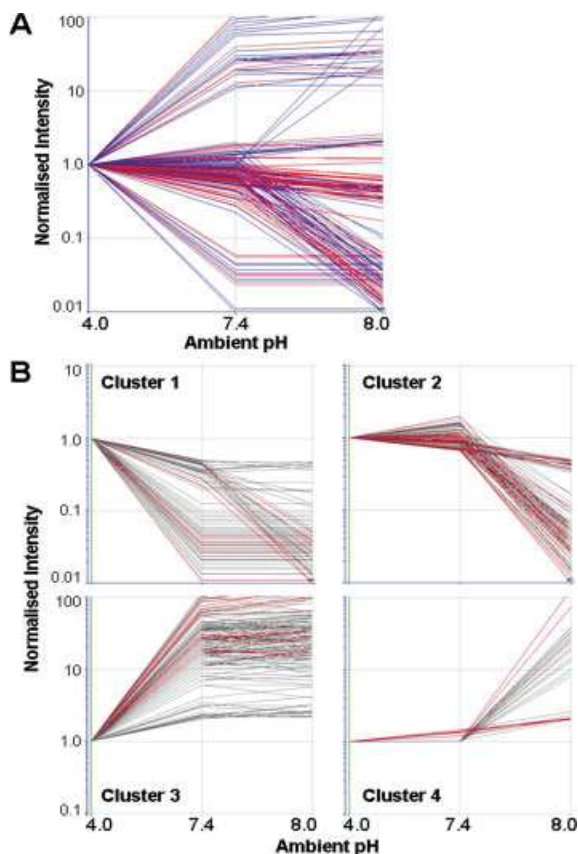 A
Normalised Intensity
100
10
1.0
0.1
0.01
4.0 7.4 8.0
Ambient pH
B
Normalised Intensity
10
1.0
0.1
0.01
Cluster 1
Cluster 2
100
10
1.0
0.1
Cluster 3
Cluster 4
4.0 7.4 8.0
4.0 7.4 8.0
Ambient pH